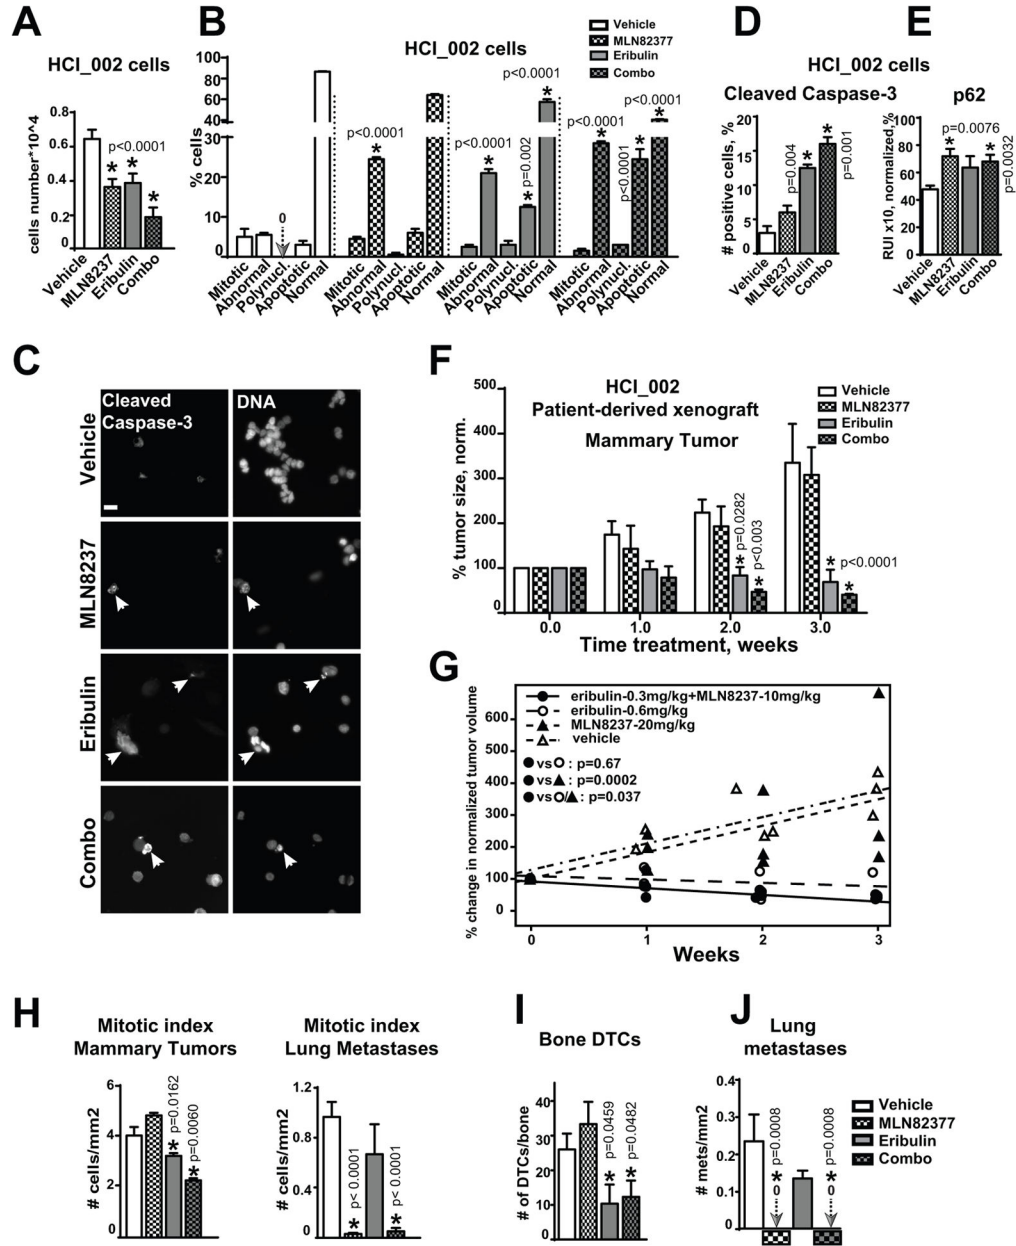 A
HCI_002 cells
cells number*10^4
0.8
0.6
0.4
0.2
0
p<0.0001
*
*
*
Vehicle
MLN8237
Eribulin
Combo
B
HCI_002 cells
Vehicle
MLN82377
Eribulin
Combo
% cells
100
80
60
40
30
20
10
0
0
p<0.0001
*
p<0.0001
*
p=0.002
*
p<0.0001
*
p<0.0001
*
p<0.0001
*
p<0.0001
*
Mitotic
Abnormal
Polynucl.
Apoptotic
Normal
Mitotic
Abnormal
Polynucl.
Apoptotic
Normal
Mitotic
Abnormal
Polynucl.
Apoptotic
Normal
Mitotic
Abnormal
Polynucl.
Apoptotic
Normal
D
E
HCI_002 cells
Cleaved Caspase-3
# positive cells, %
20
15
10
5
0
p=0.004
*
*
p=0.001
Vehicle
MLN8237
Eribulin
Combo
p62
RUI x10, normalized,%
100
80
60
40
20
0
p=0.0076
*
*
p=0.0032
Vehicle
MLN8237
Eribulin
Combo
C
Cleaved
Caspase-3
DNA
Vehicle
MLN8237
Eribulin
Combo
F
HCI_002
Patient-derived xenograft
Mammary Tumor
Vehicle
MLN82377
Eribulin
Combo
% tumor size, norm.
500
400
300
200
100
0
* p=0.0282
* p<0.003
*
*
p<0.0001
0.0
1.0
2.0
3.0
Time treatment, weeks
G
% change in normalized tumor volume
eribulin-0.3mg/kg+MLN8237-10mg/kg
eribulin-0.6mg/kg
MLN8237-20mg/kg
vehicle
vs : p=0.67
vs : p=0.0002
vs / : p=0.037
600
500
400
300
200
100
0
0
1
2
3
Weeks
H
Mitotic index
Mammary Tumors
# cells/mm2
6
4
2
0
* p=0.0162
* p=0.0060
Mitotic index
Lung Metastases
# cells/mm2
1.2
0.8
0.4
0
* p< 0.0001
* p< 0.0001
I
Bone DTCs
# of DTCs/bone
40
30
20
10
0
* p=0.0459
* p=0.0482
J
Lung
metastases
# mets/mm2
0.4
0.3
0.2
0.1
0
0 * p=0.0008
0 * p=0.0008
Vehicle
MLN82377
Eribulin
Combo